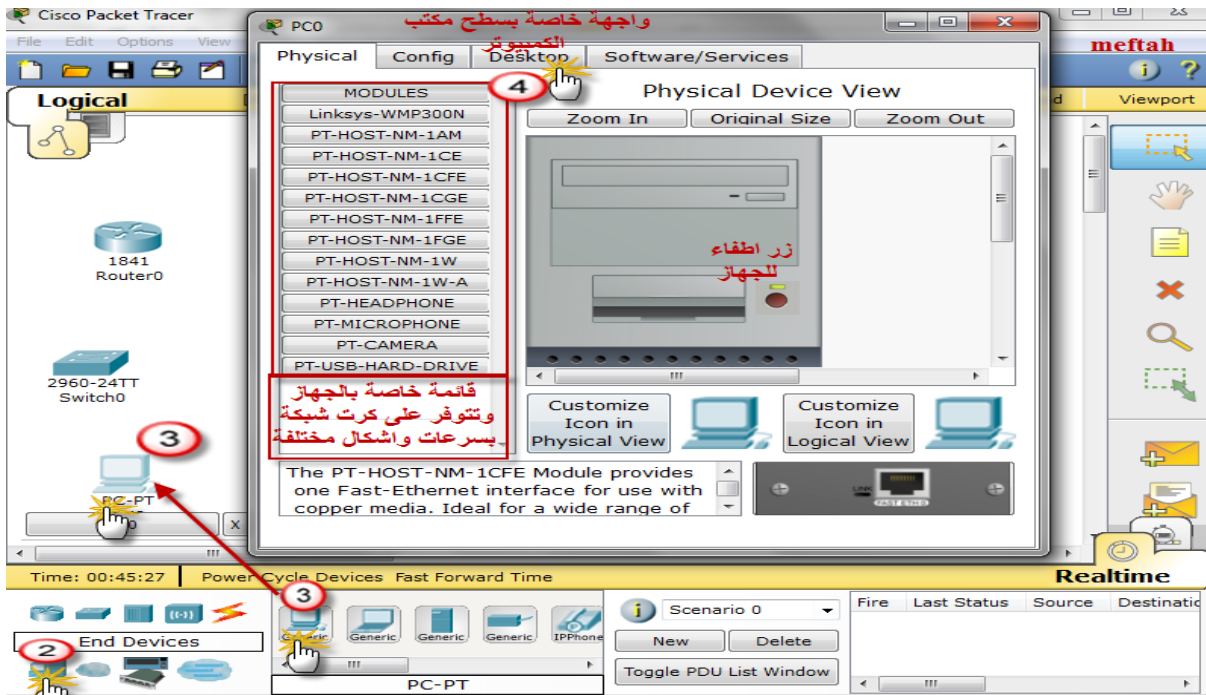 Cisco Packet Tracer
File Edit Options View
meftah
Logical
Viewport
1841
Router0
2960-24TT
Switch0
3
PC-PT
PC0
واجهة خاصة بسطح مكتب
الكمبيوتر
Physical Config Desktop Software/Services
4
MODULES
Linksys-WMP300N
PT-HOST-NM-1AM
PT-HOST-NM-1CE
PT-HOST-NM-1CFE
PT-HOST-NM-1CGE
PT-HOST-NM-1FFE
PT-HOST-NM-1FGE
PT-HOST-NM-1W
PT-HOST-NM-1W-A
PT-HEADPHONE
PT-MICROPHONE
PT-CAMERA
PT-USB-HARD-DRIVE
قائمة خاصة بالجهاز
وتتوفر على كرت شبكة
بسرعات واشكال مختلفة
Physical Device View
Zoom In Original Size Zoom Out
زر اطفاء
للجهاز
Customize
Icon in
Physical View
Customize
Icon in
Logical View
The PT-HOST-NM-1CFE Module provides
one Fast-Ethernet interface for use with
copper media. Ideal for a wide range of
LINK
Time: 00:45:27 Power Cycle Devices Fast Forward Time
Realtime
3
2
End Devices
Generic Generic Generic Generic IPPhone
PC-PT
Scenario 0
New Delete
Toggle PDU List Window
Fire Last Status Source Destinatic